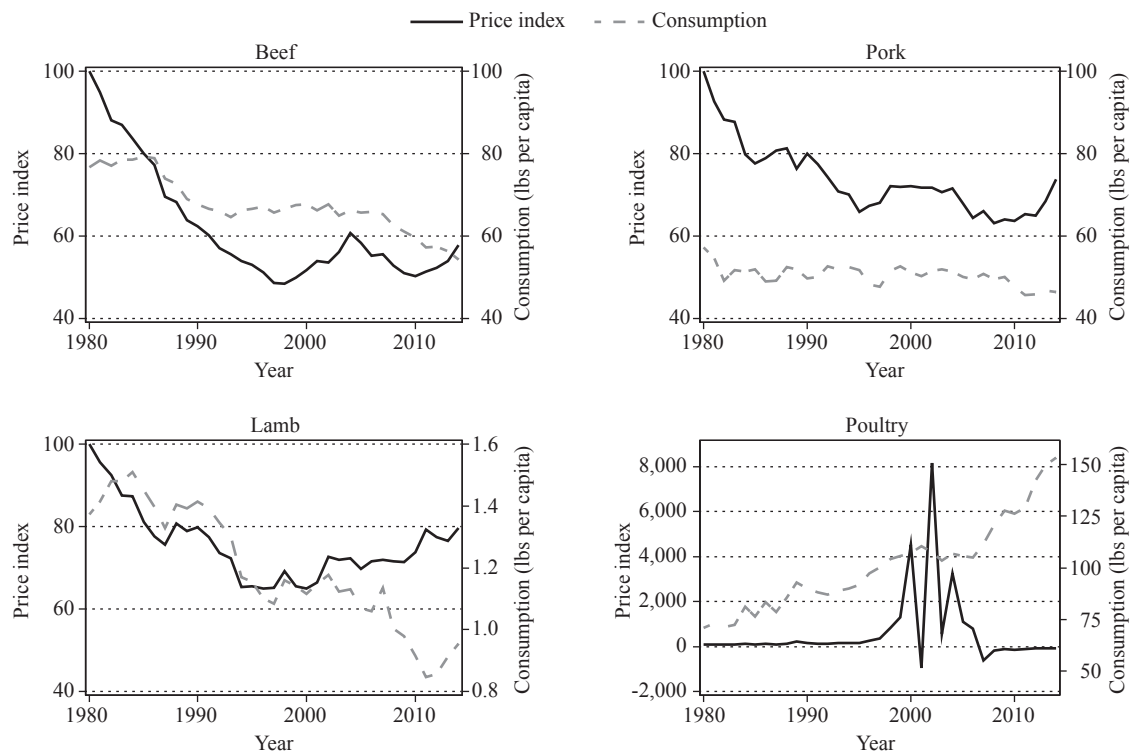 Price index Consumption
Beef
100
80
60
40
Price index
100
80
60
40
Consumption (lbs per capita)
1980 1990 2000 2010
Year
Pork
100
80
60
40
Price index
100
80
60
40
Consumption (lbs per capita)
1980 1990 2000 2010
Year
Lamb
100
80
60
40
Price index
1.6
1.4
1.2
1.0
0.8
Consumption (lbs per capita)
1980 1990 2000 2010
Year
Poultry
8,000
6,000
4,000
2,000
0
-2,000
Price index
150
125
100
75
50
Consumption (lbs per capita)
1980 1990 2000 2010
Year